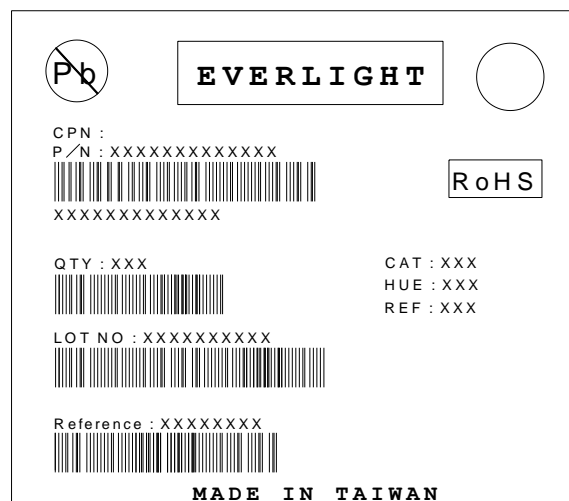 Pb
EVERLIGHT
CPN :
P/N : XXXXXXXXXXXXX
RoHS
XXXXXXXXXXXXX
QTY : XXX
CAT : XXX
HUE : XXX
REF : XXX
LOT NO : XXXXXXXXXX
Reference : XXXXXXXX
MADE IN TAIWAN